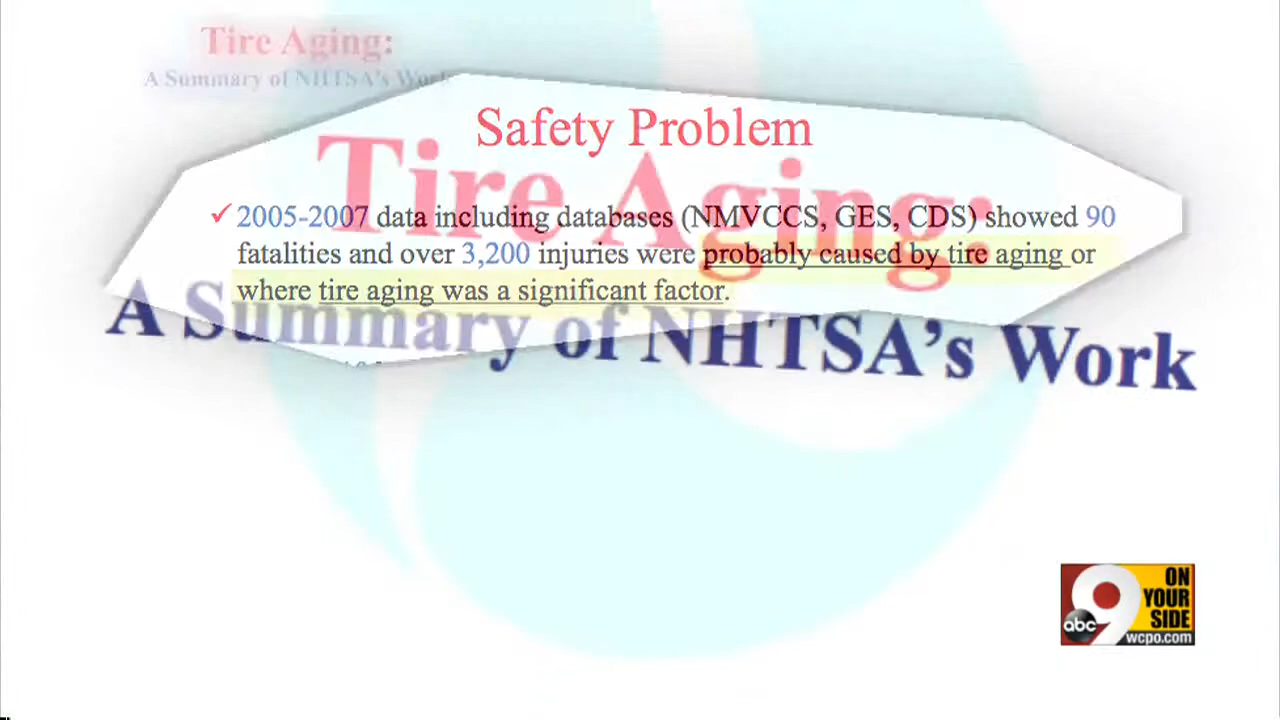 Tire Aging:
A Summary of NHTSA's Work
Safety Problem
Tire Aging:
✓ 2005-2007 data including databases (NMVCCS, GES, CDS) showed 90
fatalities and over 3,200 injuries were probably caused by tire aging or
where tire aging was a significant factor.
A Summary of NHTSA's Work
ON
YOUR
SIDE
abc 9
wcpo.com